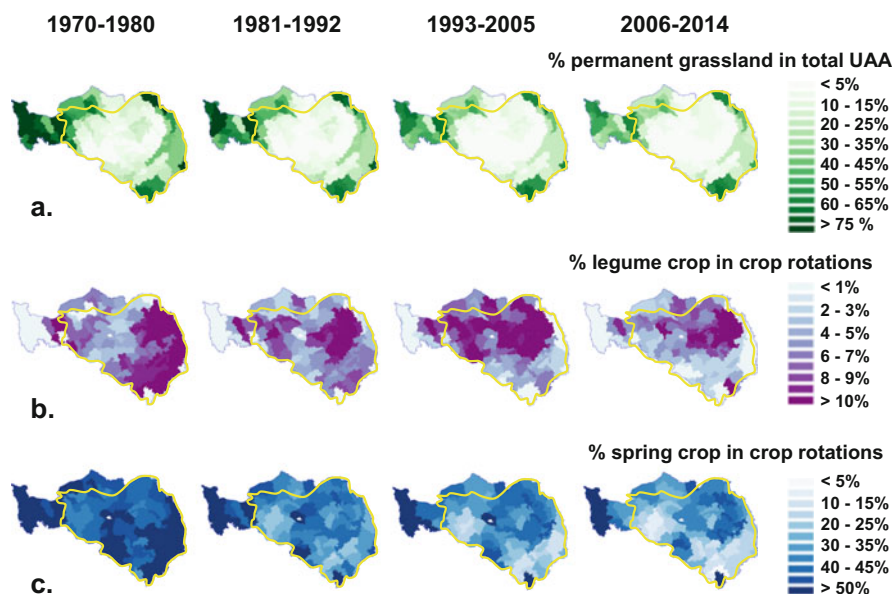 1970-1980
1981-1992
1993-2005
2006-2014
% permanent grassland in total UAA
< 5%
10 - 15%
20 - 25%
30 - 35%
40 - 45%
50 - 55%
60 - 65%
> 75 %
a.
% legume crop in crop rotations
< 1%
2 - 3%
4 - 5%
6 - 7%
8 - 9%
> 10%
b.
% spring crop in crop rotations
< 5%
10 - 15%
20 - 25%
30 - 35%
40 - 45%
> 50%
c.